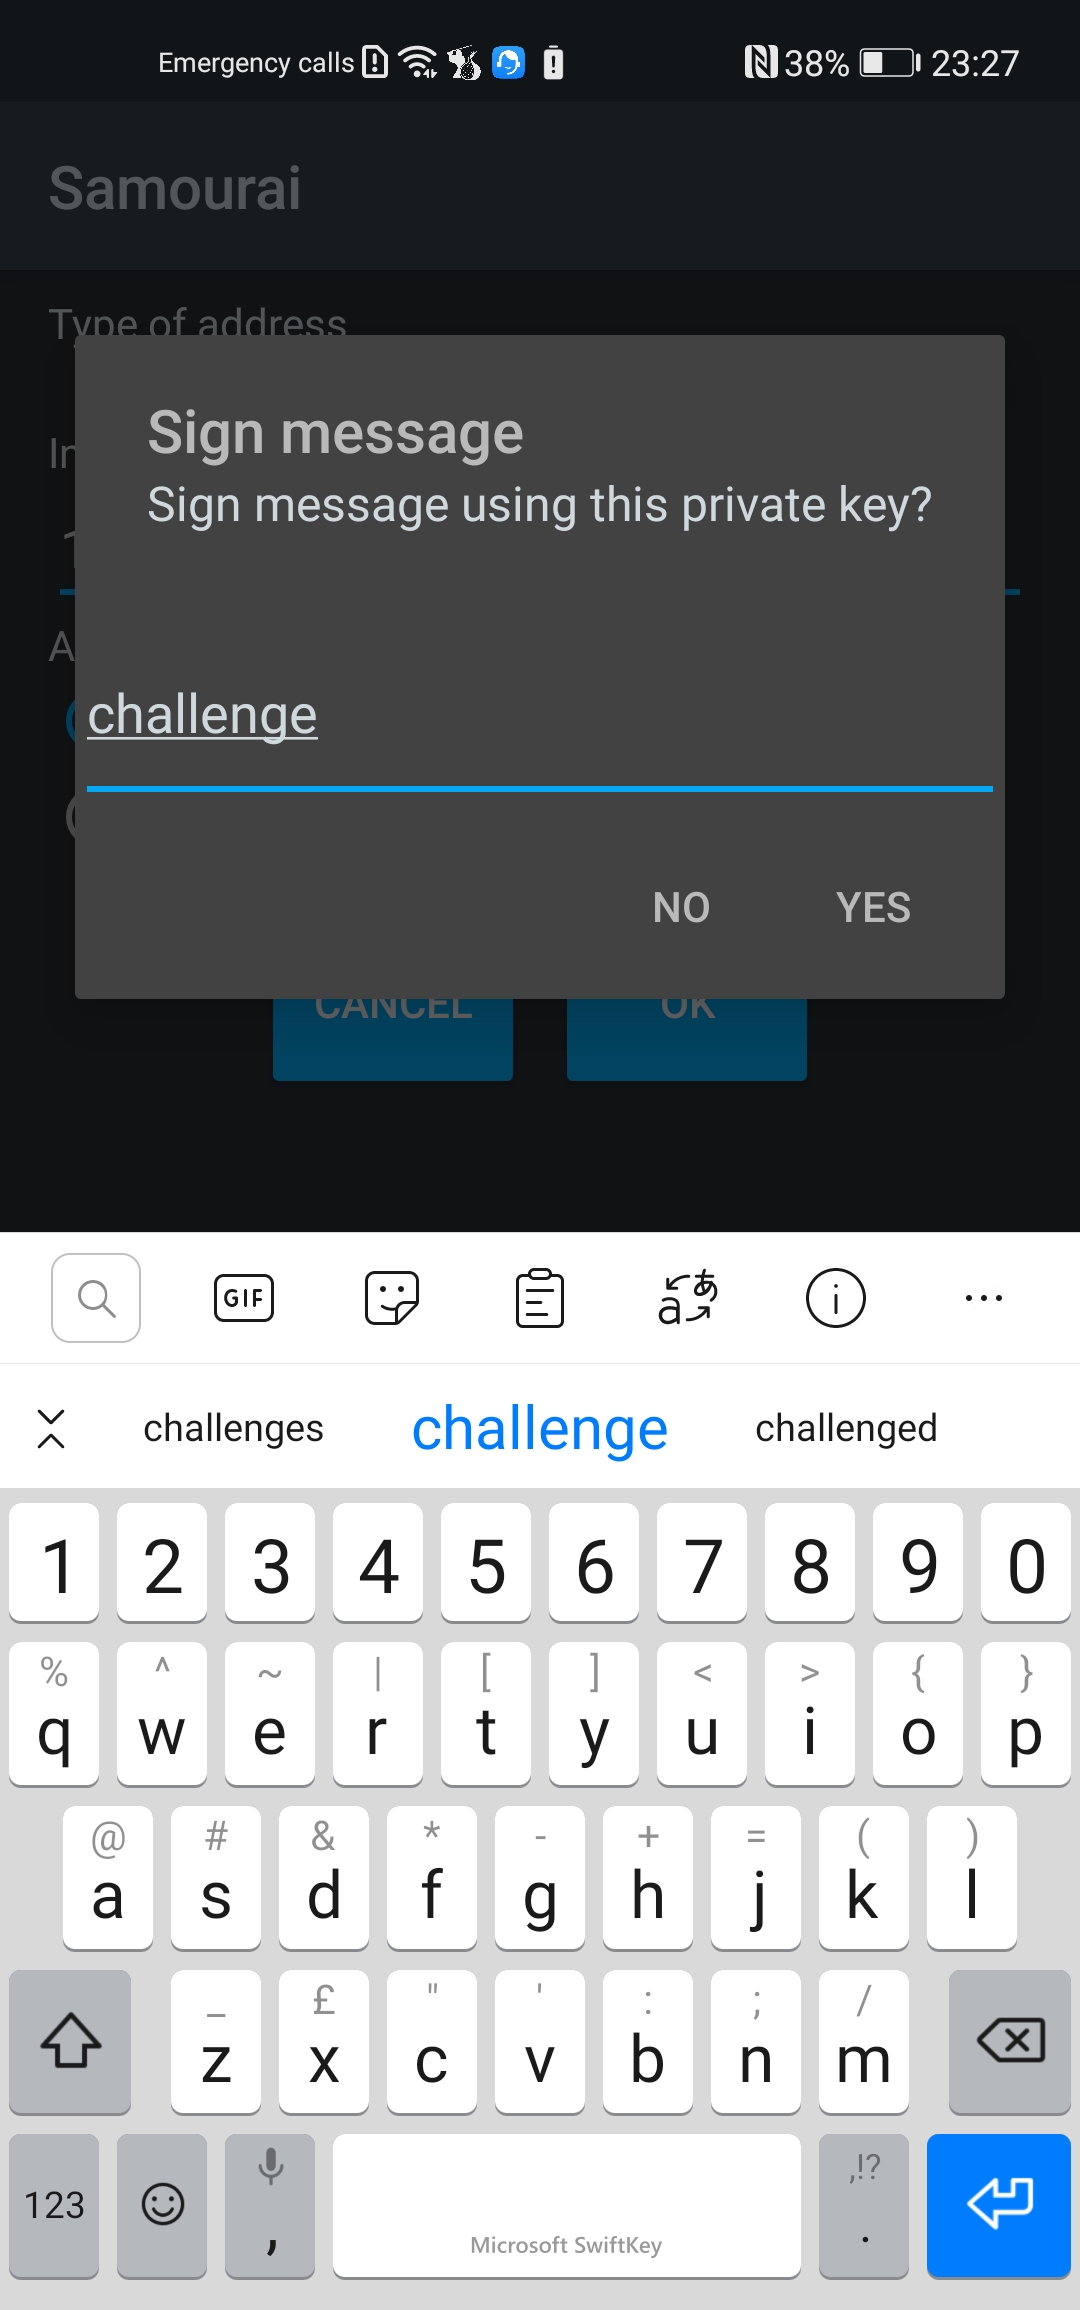 Emergency calls 38% 23:27
Samourai
Type of address
Sign message
Sign message using this private key?
challenge
NO YES
CANCEL OK
GIF
challenges challenge challenged
1 2 3 4 5 6 7 8 9 0
% ^ ~ | [ ] < > { }
q w e r t y u i o p
@ # & * - + = ( )
a s d f g h j k l
_ £ " ' : ; /
z x c v b n m
,!?
123 , .
Microsoft SwiftKey